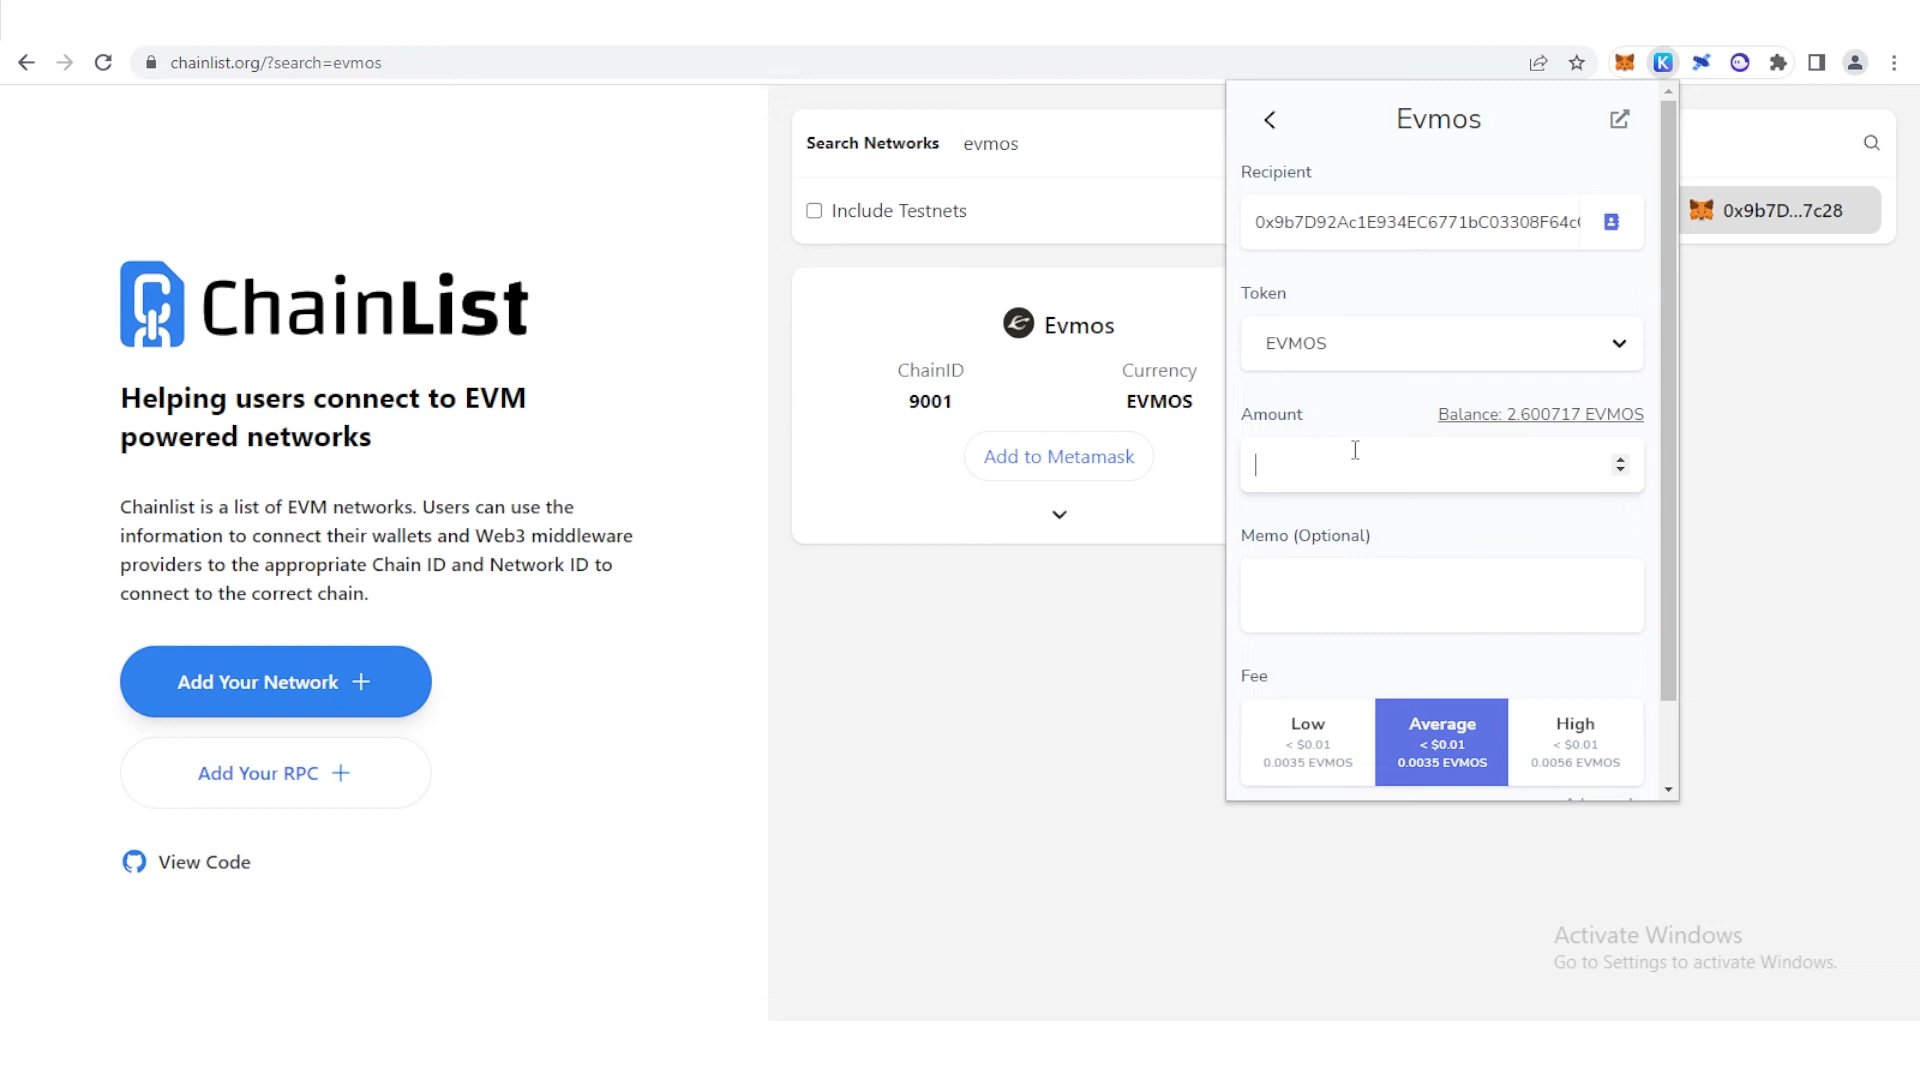 chainlist.org/?search=evmos
ChainList
Helping users connect to EVM
powered networks
Chainlist is a list of EVM networks. Users can use the
information to connect their wallets and Web3 middleware
providers to the appropriate Chain ID and Network ID to
connect to the correct chain.
Add Your Network
Add Your RPC
View Code
Search Networks evmos
Include Testnets
0x9b7D...7c28
Evmos
ChainID Currency
9001 EVMOS
Add to Metamask
Evmos
Recipient
0x9b7D92Ac1E934EC6771bC03308F64c
Token
EVMOS
Amount Balance: 2.600717 EVMOS
Memo (Optional)
Fee
Low Average High
< $0.01 < $0.01 < $0.01
0.0035 EVMOS 0.0035 EVMOS 0.0056 EVMOS
Activate Windows
Go to Settings to activate Windows.